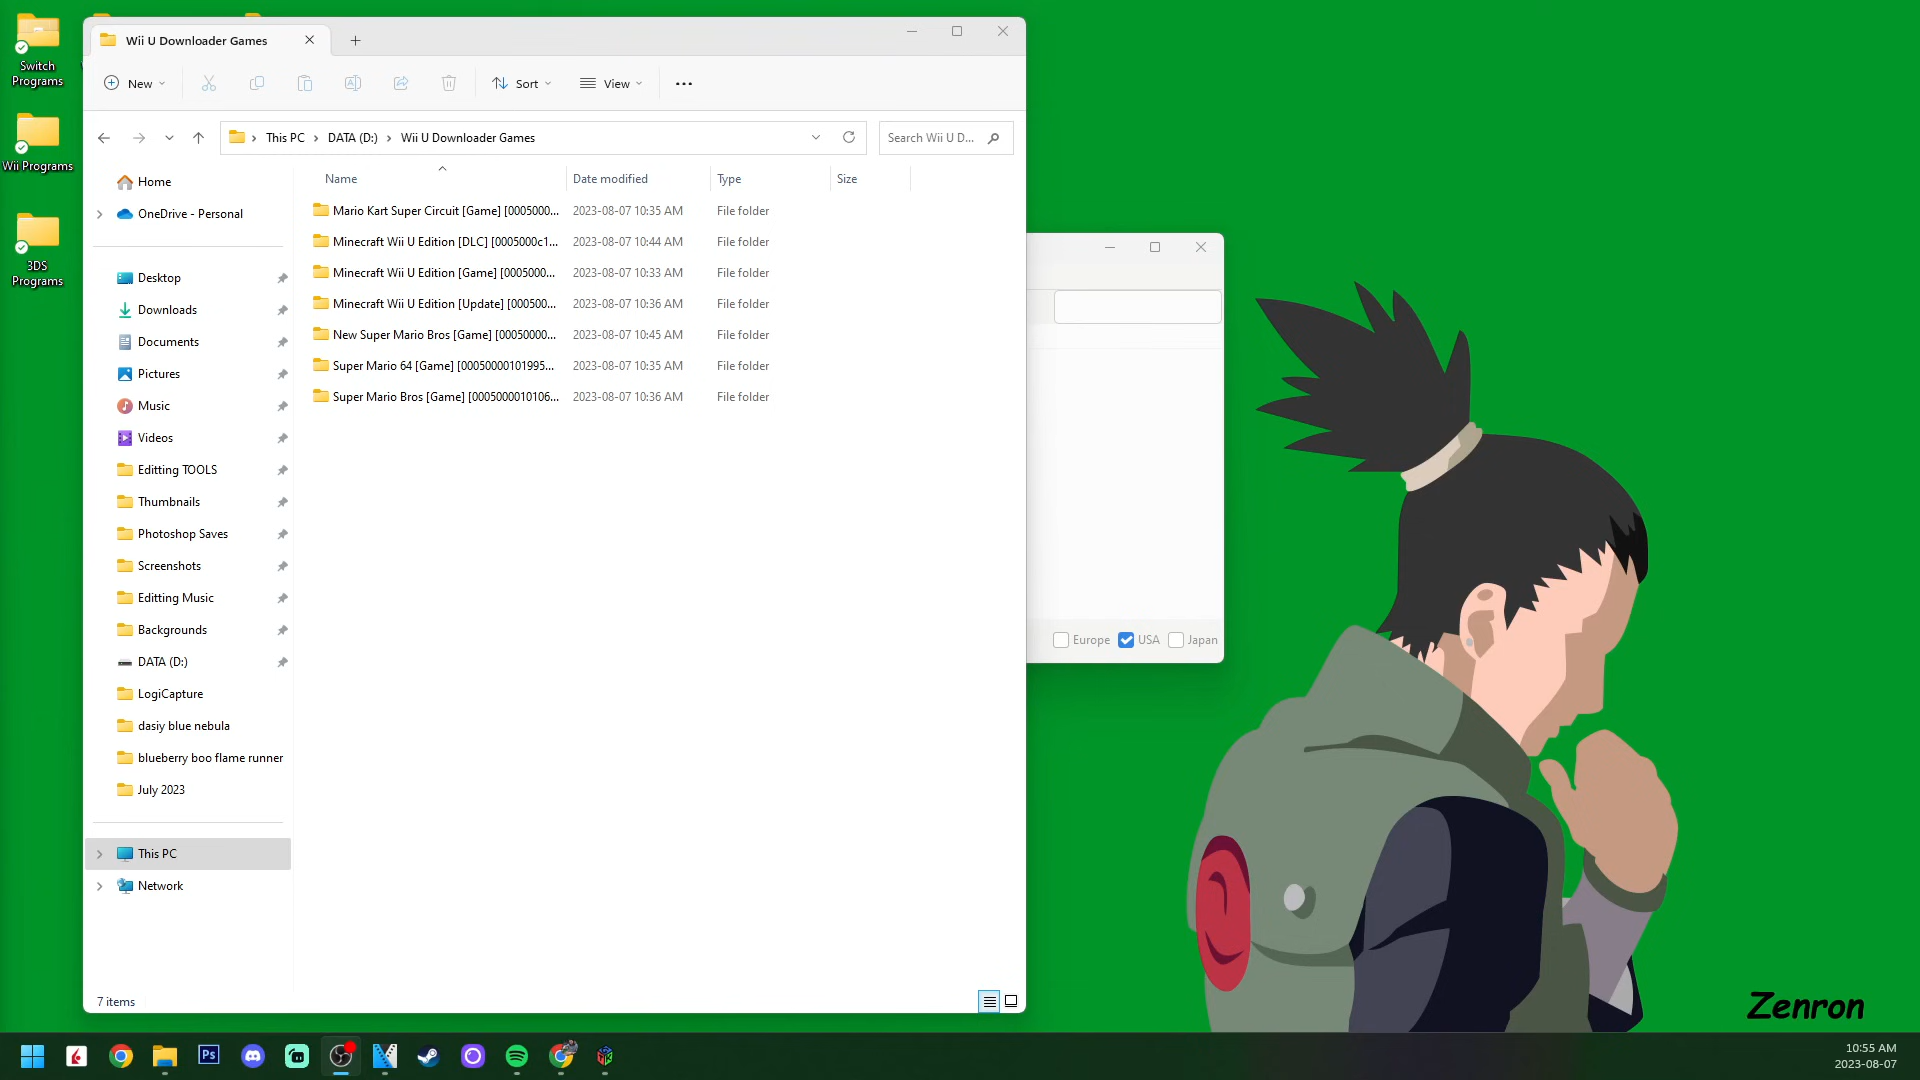 Switch
Programs
Wii Programs
3DS
Programs
Wii U Downloader Games
New
Sort
View
This PC
DATA (D:)
Wii U Downloader Games
Search Wii U D...
Name
Date modified
Type
Size
Mario Kart Super Circuit [Game] [0005000... 2023-08-07 10:35 AM File folder
Minecraft Wii U Edition [DLC] [0005000c1... 2023-08-07 10:44 AM File folder
Minecraft Wii U Edition [Game] [0005000... 2023-08-07 10:33 AM File folder
Minecraft Wii U Edition [Update] [000500... 2023-08-07 10:36 AM File folder
New Super Mario Bros [Game] [00050000... 2023-08-07 10:45 AM File folder
Super Mario 64 [Game] [00050000101995... 2023-08-07 10:35 AM File folder
Super Mario Bros [Game] [0005000010106... 2023-08-07 10:36 AM File folder
Home
OneDrive - Personal
Desktop
Downloads
Documents
Pictures
Music
Videos
Editting TOOLS
Thumbnails
Photoshop Saves
Screenshots
Editting Music
Backgrounds
DATA (D:)
LogiCapture
dasiy blue nebula
blueberry boo flame runner
July 2023
This PC
Network
7 items
Europe
USA
Japan
Zenron
Ps
10:55 AM
2023-08-07